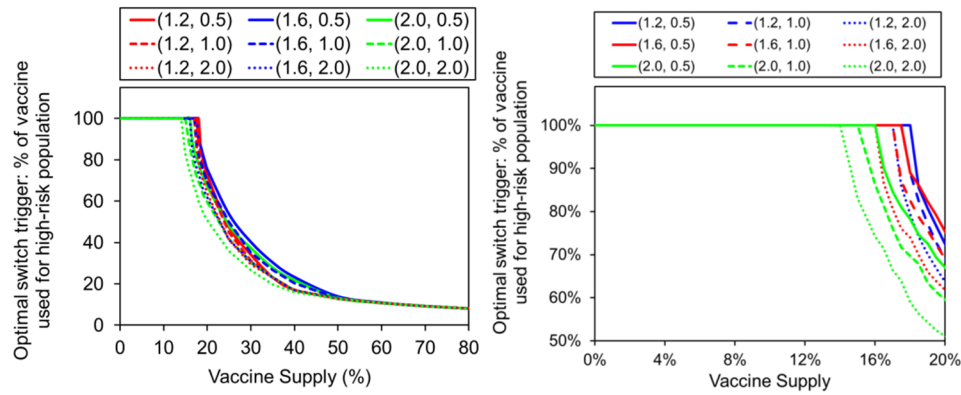 (1.2, 0.5) (1.6, 0.5) (2.0, 0.5)
(1.2, 1.0) (1.6, 1.0) (2.0, 1.0)
(1.2, 2.0) (1.6, 2.0) (2.0, 2.0)
Optimal switch trigger: % of vaccine
used for high-risk population
100
80
60
40
20
0
0 10 20 30 40 50 60 70 80
Vaccine Supply (%)
(1.2, 0.5) (1.2, 1.0) (1.2, 2.0)
(1.6, 0.5) (1.6, 1.0) (1.6, 2.0)
(2.0, 0.5) (2.0, 1.0) (2.0, 2.0)
Optimal switch trigger: % of vaccine
used for high-risk population
100%
90%
80%
70%
60%
50%
0% 4% 8% 12% 16% 20%
Vaccine Supply